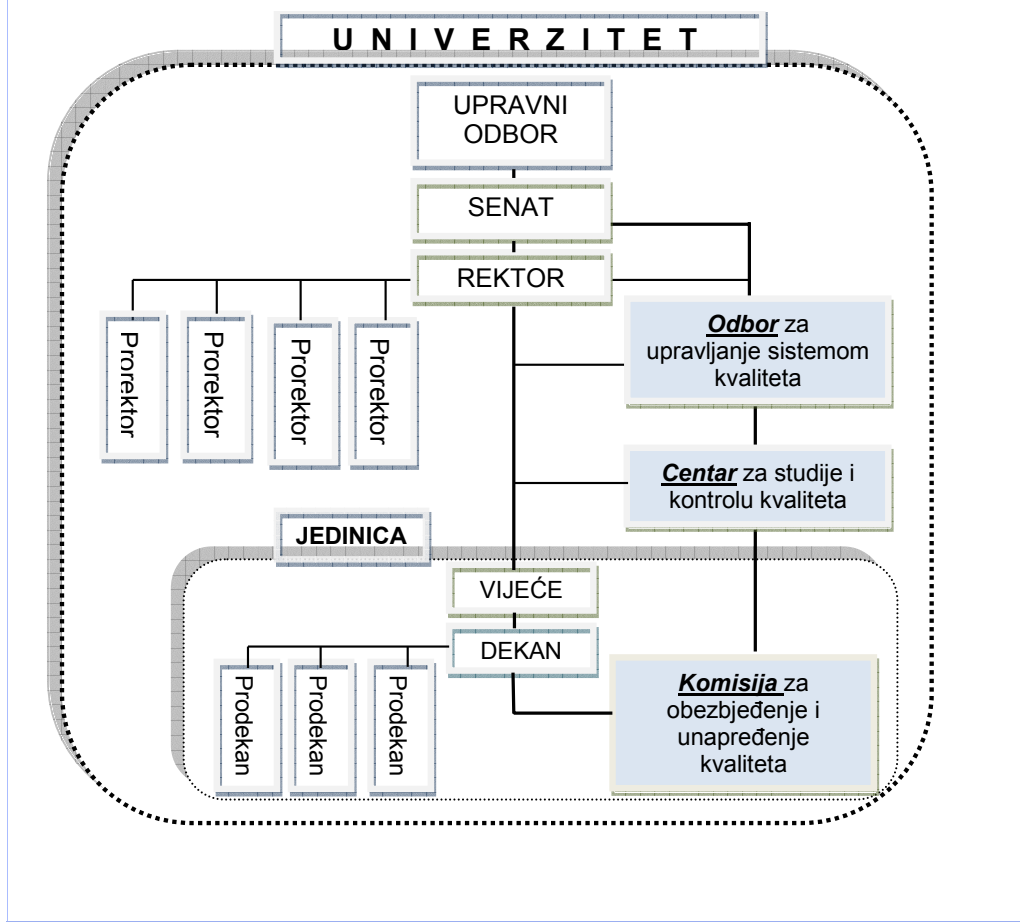 U N I V E R Z I T E T
UPRAVNI
ODBOR
SENAT
REKTOR
Prorektor
Prorektor
Prorektor
Prorektor
Odbor za
upravljanje sistemom
kvaliteta
Centar za studije i
kontrolu kvaliteta
JEDINICA
VIJEĆE
DEKAN
Prodekan
Prodekan
Prodekan
Komisija za
obezbjeđenje i
unapređenje
kvaliteta